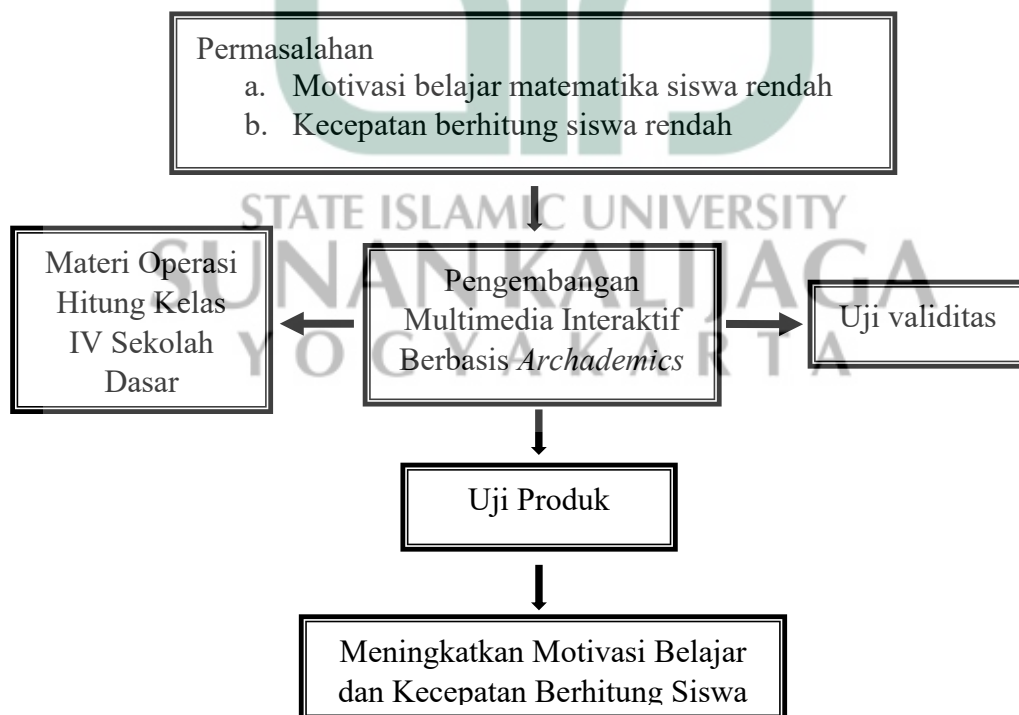 Permasalahan
a. Motivasi belajar matematika siswa rendah
b. Kecepatan berhitung siswa rendah
STATE ISLAMIC UNIVERSITY
SUNAN KALIJAGA
YOGYAKARTA
Materi Operasi
Hitung Kelas
IV Sekolah
Dasar
Pengembangan
Multimedia Interaktif
Berbasis Archademics
Uji validitas
Uji Produk
Meningkatkan Motivasi Belajar
dan Kecepatan Berhitung Siswa